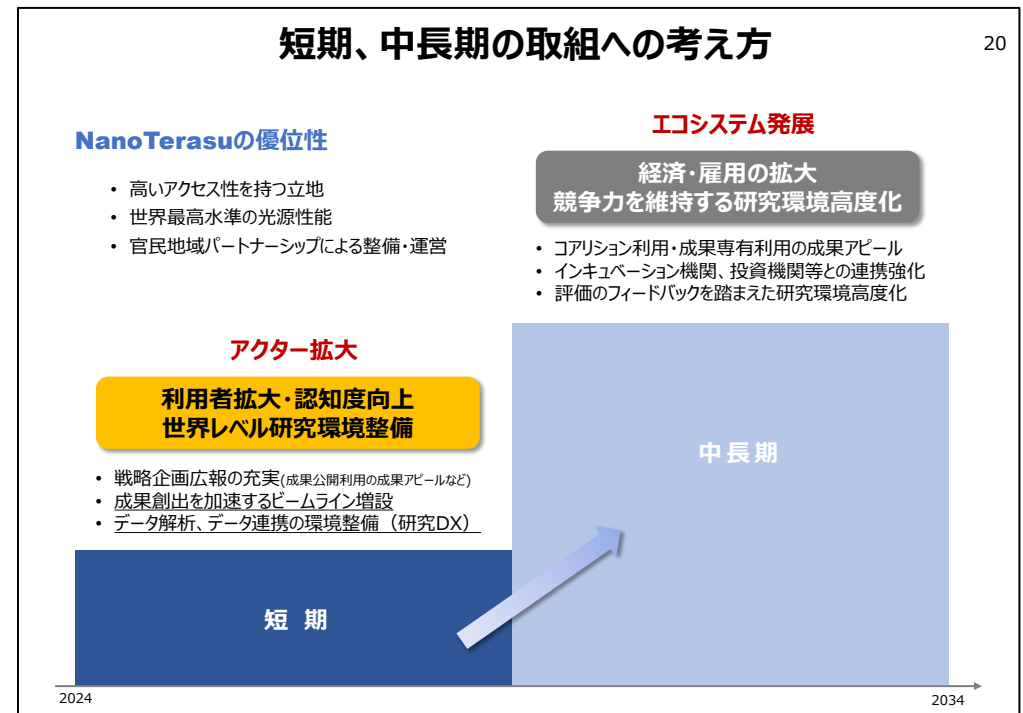 短期、中長期の取組への考え方
20
NanoTerasuの優位性
• 高いアクセス性を持つ立地
• 世界最高水準の光源性能
• 官民地域パートナーシップによる整備・運営
エコシステム発展
経済・雇用の拡大
競争力を維持する研究環境高度化
• コアリション利用・成果専有利用の成果アピール
• インキュベーション機関、投資機関等との連携強化
• 評価のフィードバックを踏まえた研究環境高度化
アクター拡大
利用者拡大・認知度向上
世界レベル研究環境整備
• 戦略企画広報の充実(成果公開利用の成果アピールなど)
• 成果創出を加速するビームライン増設
• データ解析、データ連携の環境整備（研究DX）
中長期
短 期
2024
2034